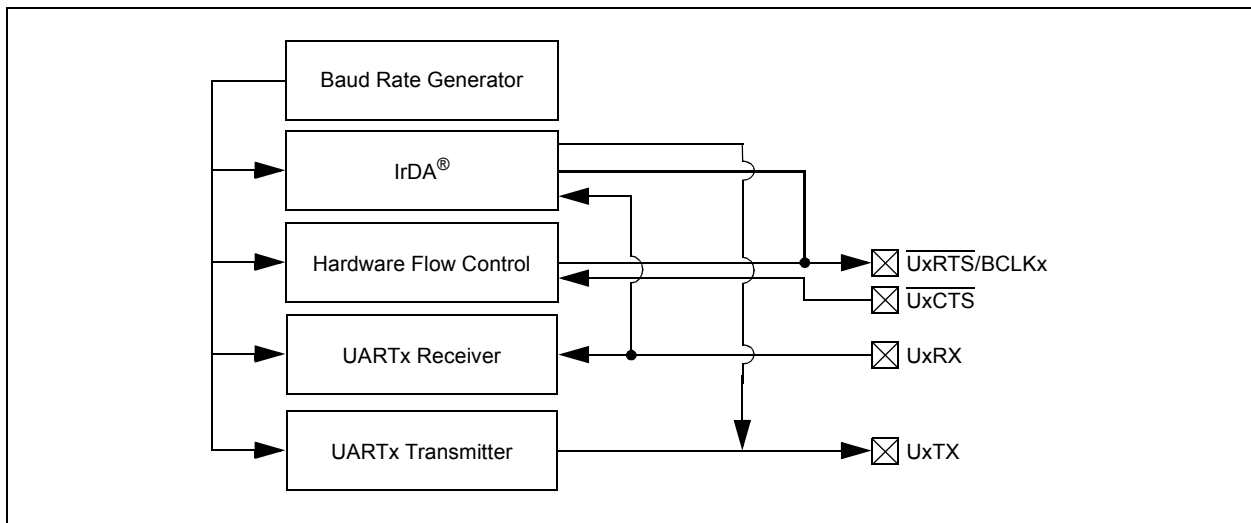 Baud Rate Generator
IrDA®
Hardware Flow Control
UxRTS/BCLKx
UxCTS
UARTx Receiver
UxRX
UARTx Transmitter
UxTX